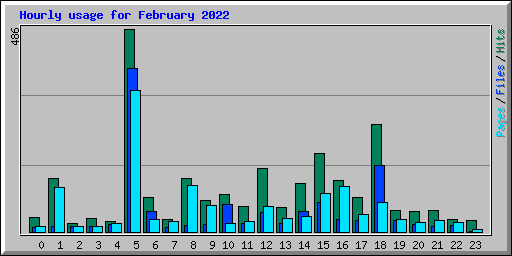 Hourly usage for February 2022
486
Pages / Files / Hits
0 1 2 3 4 5 6 7 8 9 10 11 12 13 14 15 16 17 18 19 20 21 22 23